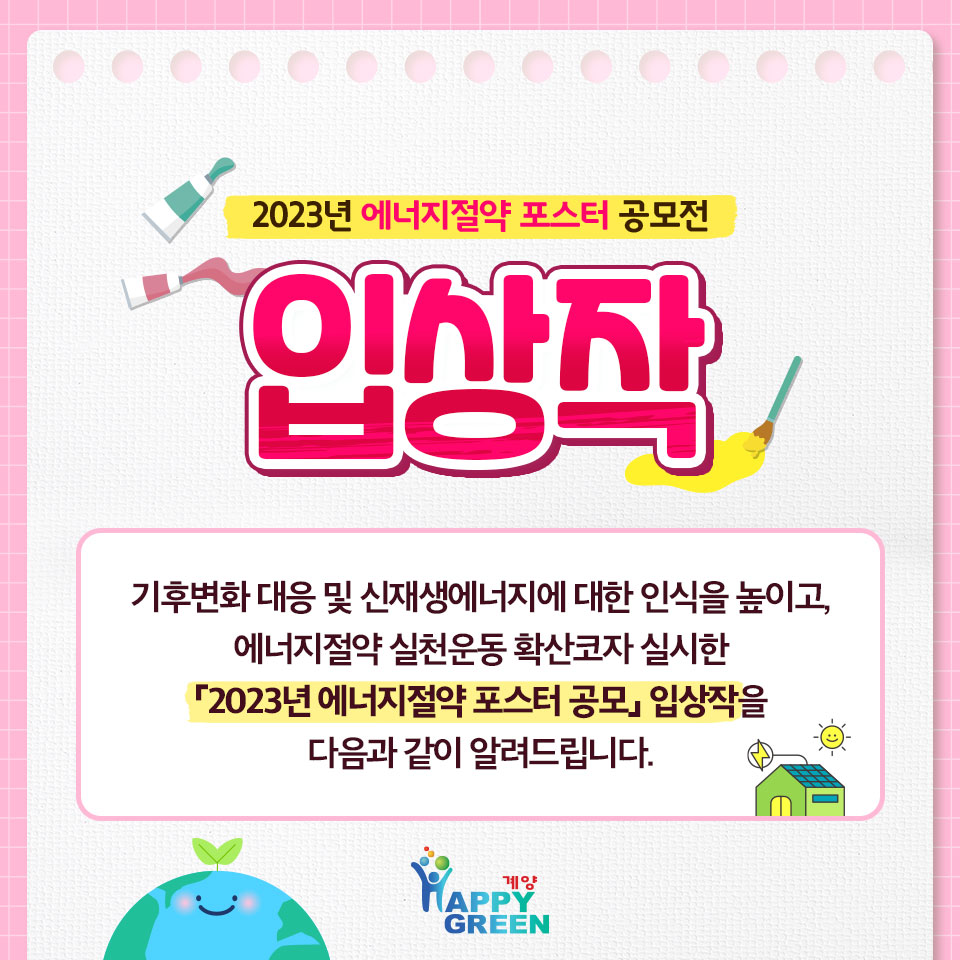 2023년 에너지절약 포스터 공모전
입상작
기후변화 대응 및 신재생에너지에 대한 인식을 높이고,
에너지절약 실천운동 확산코자 실시한
「2023년 에너지절약 포스터 공모」 입상작을
다음과 같이 알려드립니다.
계양
HAPPY
GREEN